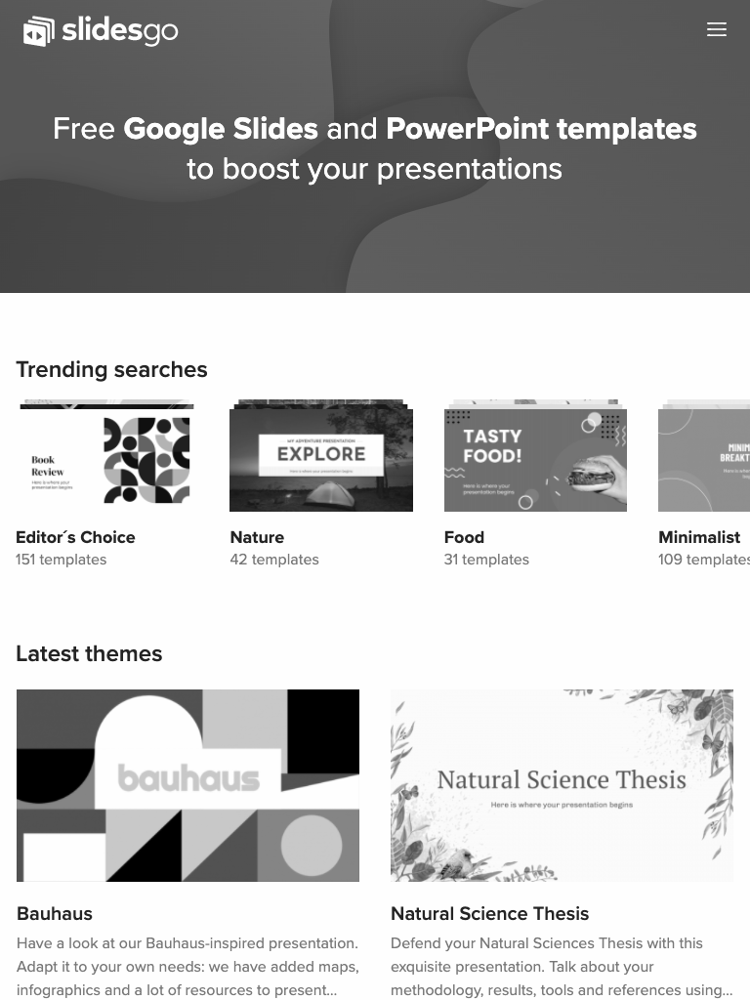 slidesgo
Free Google Slides and PowerPoint templates
to boost your presentations
Trending searches
Book
Review
Here is where your
presentation begins
MY ADVENTURE PRESENTATION
EXPLORE
Here is where your presentation begins
TASTY
FOOD!
Here is where your
presentation begins
Editor´s Choice
151 templates
Nature
42 templates
Food
31 templates
Minimalist
109 templates
Latest themes
bauhaus
Natural Science Thesis
Here is where your presentation begins
Bauhaus
Have a look at our Bauhaus-inspired presentation.
Adapt it to your own needs: we have added maps,
infographics and a lot of resources to present...
Natural Science Thesis
Defend your Natural Sciences Thesis with this
exquisite presentation. Talk about your
methodology, results, tools and references using...